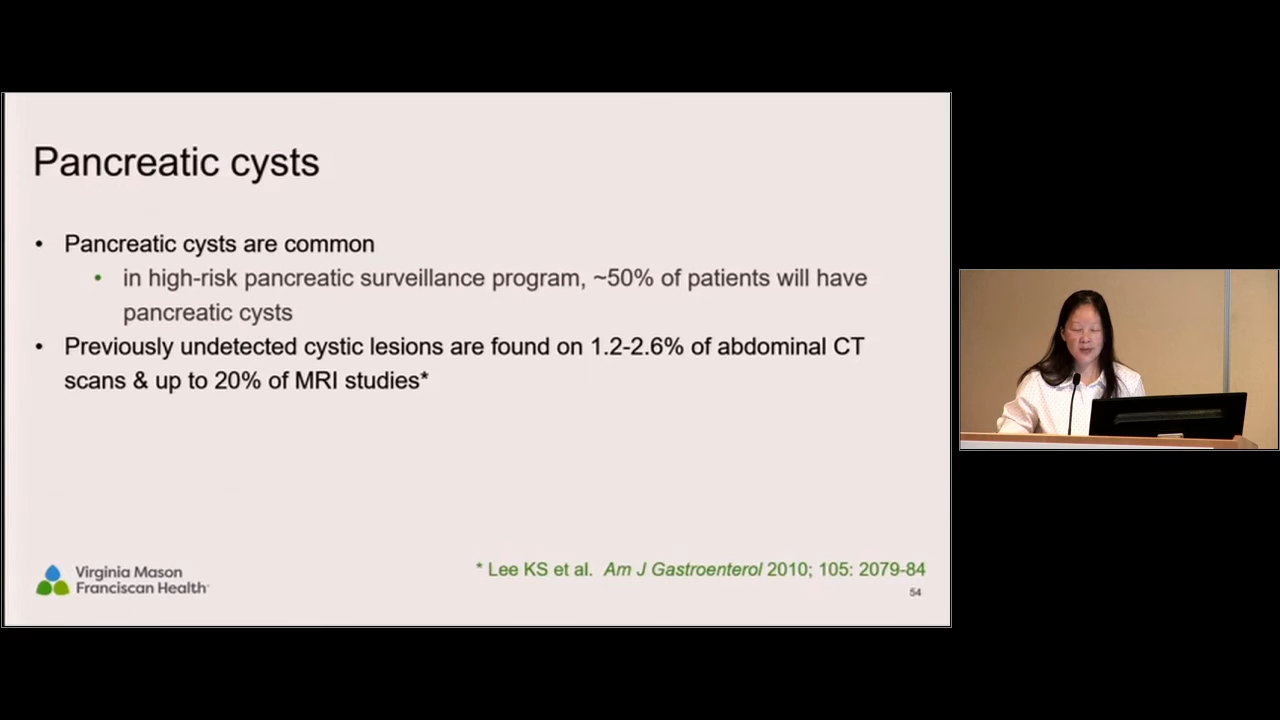 Pancreatic cysts
• Pancreatic cysts are common
• in high-risk pancreatic surveillance program, ~50% of patients will have
pancreatic cysts
• Previously undetected cystic lesions are found on 1.2-2.6% of abdominal CT
scans & up to 20% of MRI studies*
Virginia Mason
Franciscan Health
* Lee KS et al. Am J Gastroenterol 2010; 105: 2079-84
54